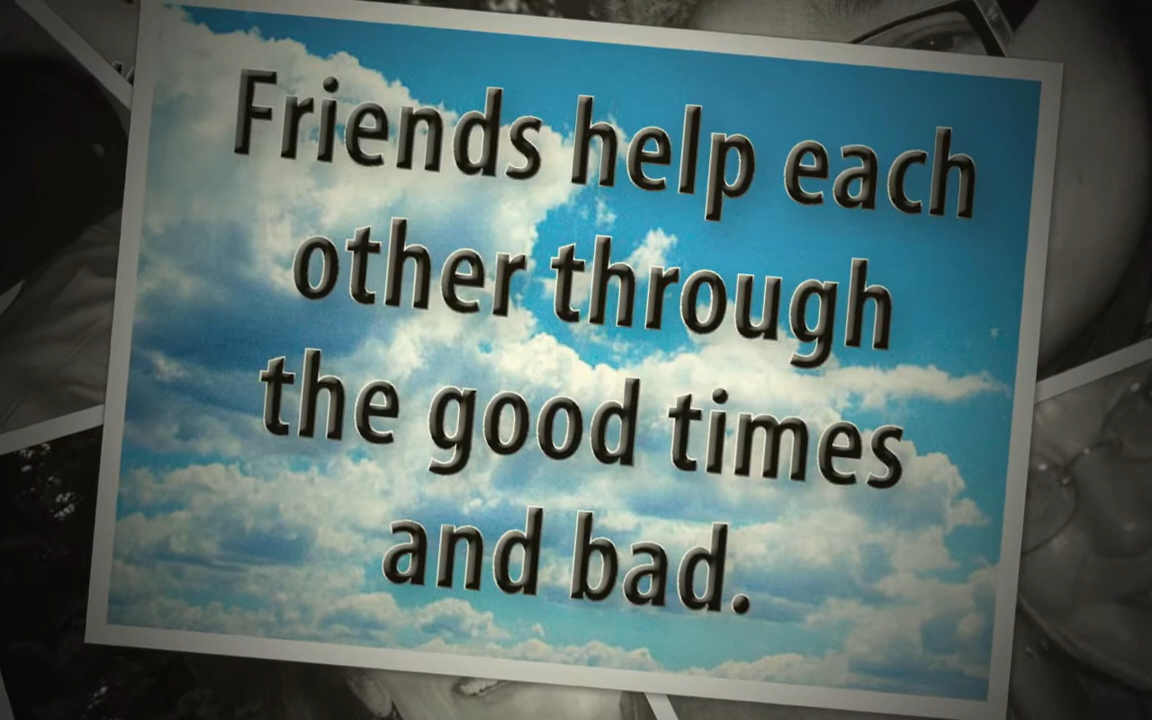 Friends help each
other through
the good times
and bad.